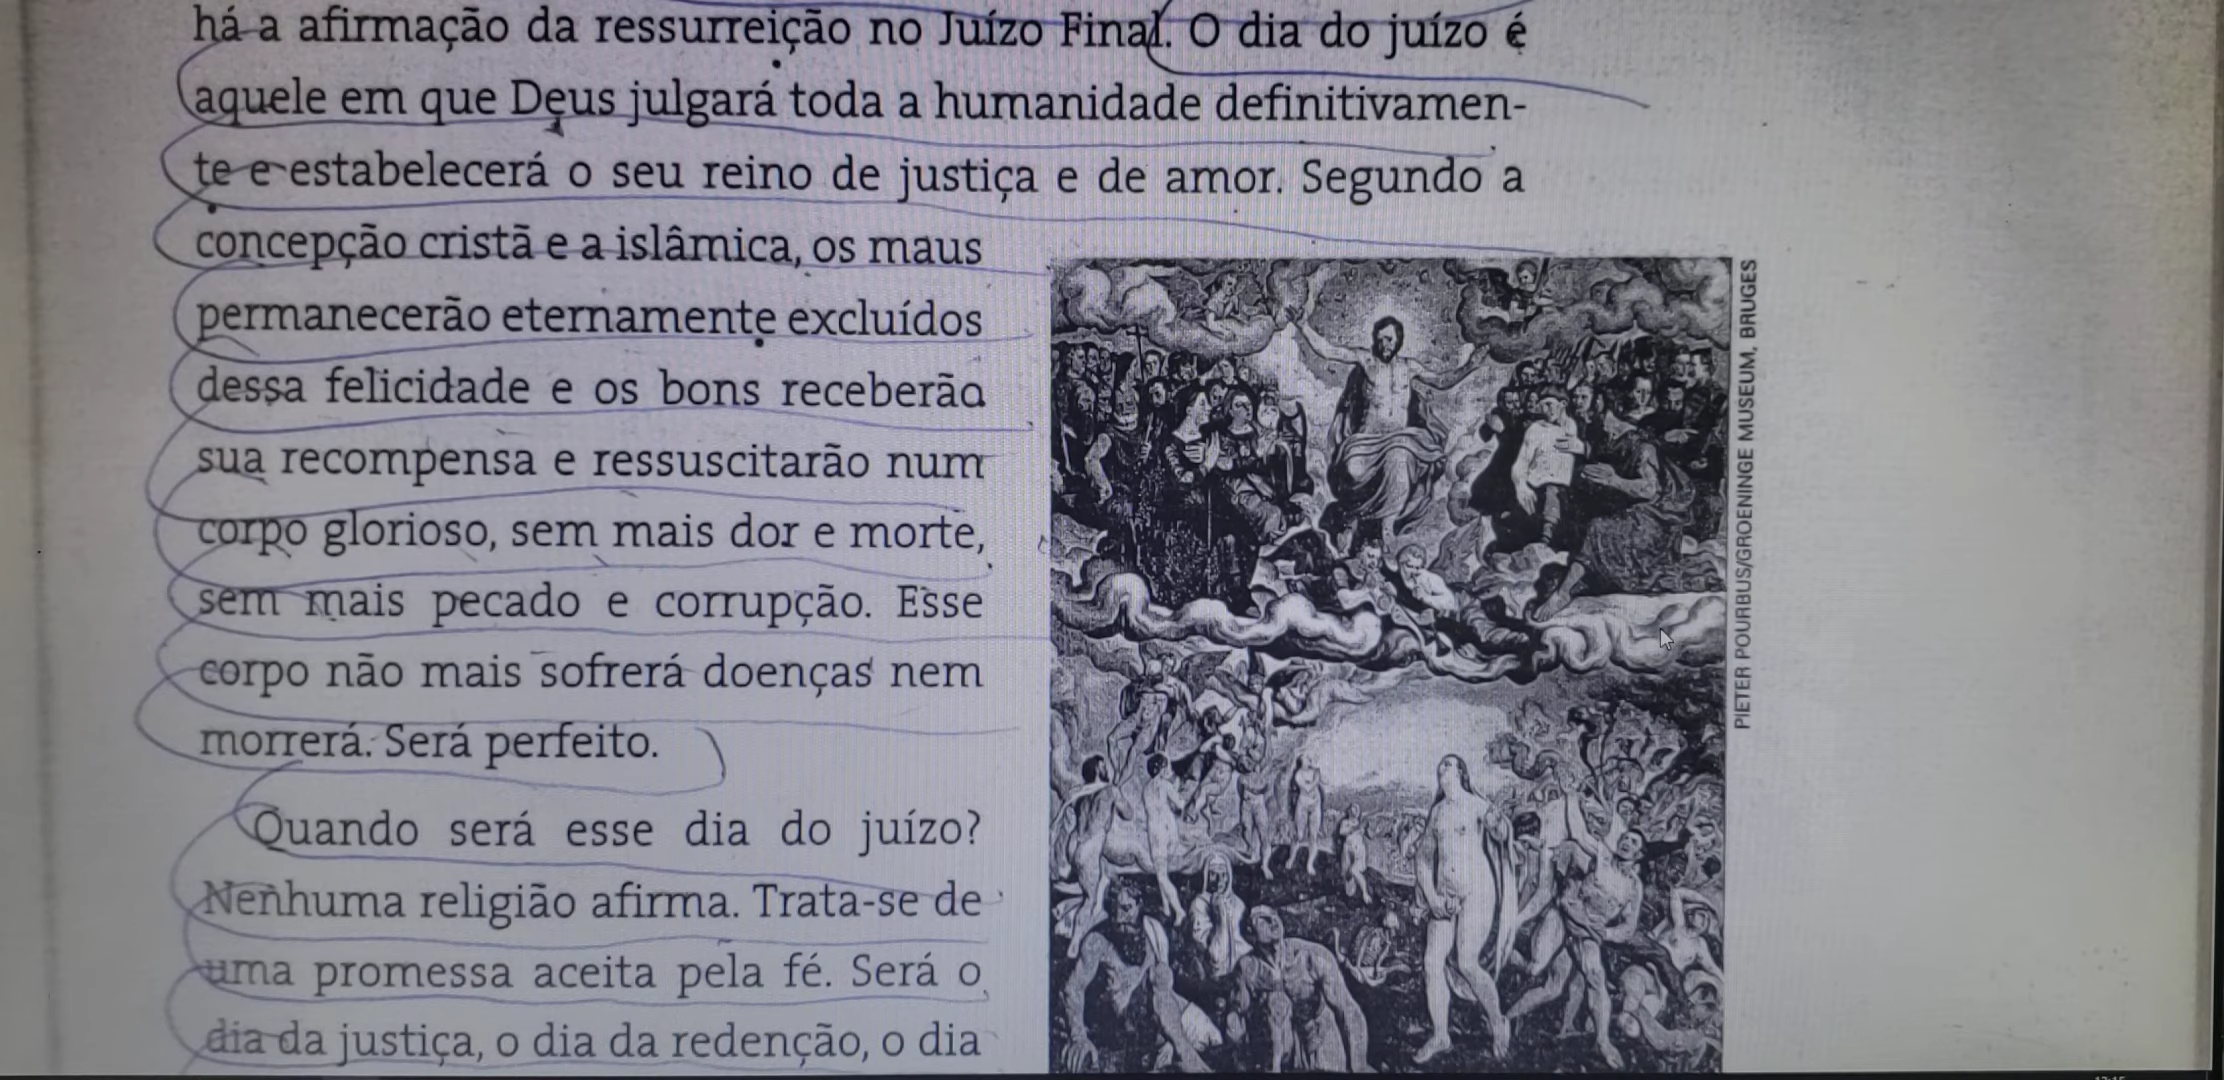 há a afirmação da ressurreição no Juízo Final. O dia do juízo é
aquele em que Deus julgará toda a humanidade definitivamen-
te e estabelecerá o seu reino de justiça e de amor. Segundo a
concepção cristã e a islâmica, os maus
permanecerão eternamente excluídos
dessa felicidade e os bons receberão
sua recompensa e ressuscitarão num
corpo glorioso, sem mais dor e morte,
sem mais pecado e corrupção. Esse
corpo não mais sofrerá doenças nem
morrerá. Será perfeito.
Quando será esse dia do juízo?
Nenhuma religião afirma. Trata-se de
uma promessa aceita pela fé. Será o
dia da justiça, o dia da redenção, o dia
PIETER POURBUS/GROENINGE MUSEUM, BRUGES